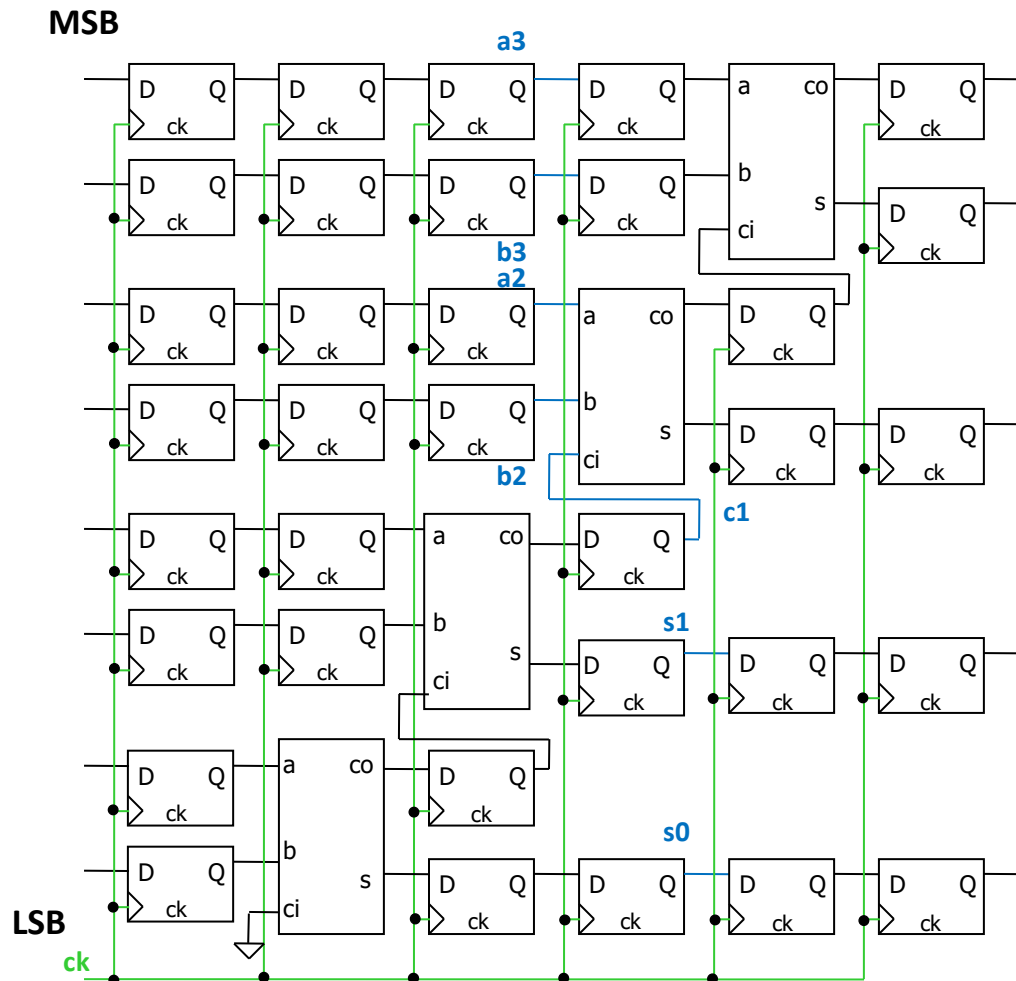 MSB
a3
D Q D Q D Q D Q a co D Q
ck ck ck ck ck
D Q D Q D Q D Q b s D Q
ck ck ck ck ci ck
b3
a2
D Q D Q D Q a co D Q
ck ck ck ck
D Q D Q D Q b s D Q D Q
ck ck ck ci ck ck
b2
c1
D Q D Q a co D Q
ck ck ck
s1
D Q D Q b s D Q D Q D Q
ck ck ci ck ck ck
D Q a co D Q
ck ck
s0
D Q b s D Q D Q D Q D Q
ck ci ck ck ck ck
LSB
ck